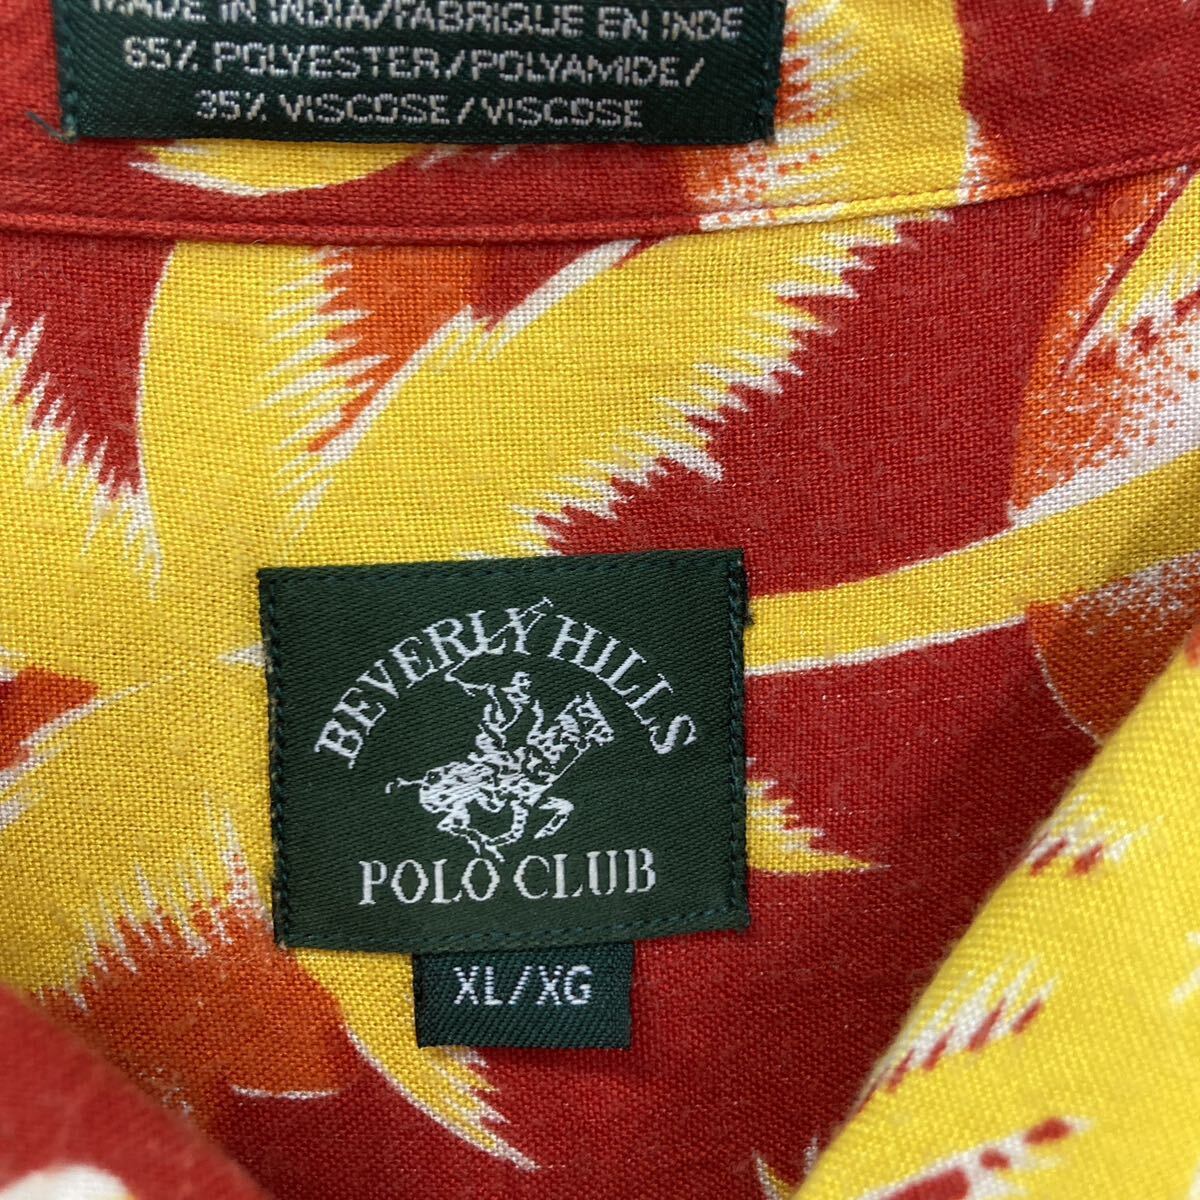 MADE IN INDIA/FABRIQUE EN INDE
65% POLYESTER/POLYAMIDE/
35% VISCOSE/VISCOSE
BEVERLY HILLS
POLO CLUB
XL/XG